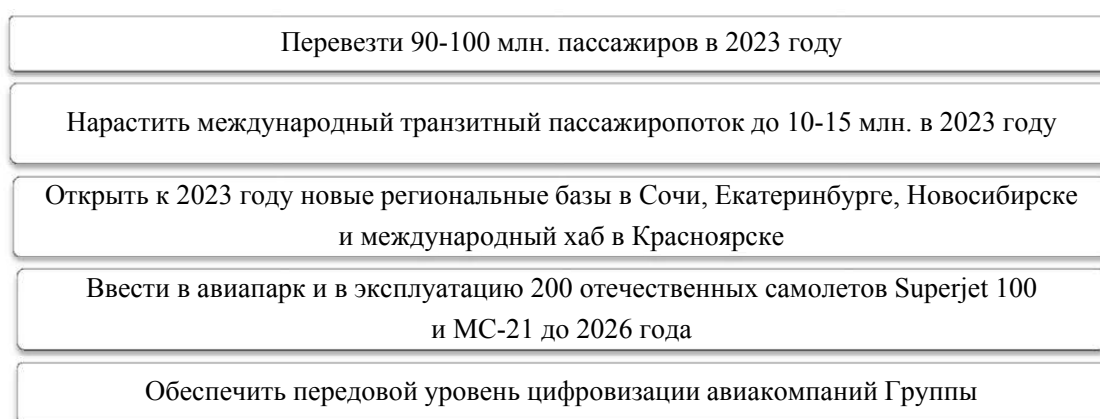 Перевезти 90-100 млн. пассажиров в 2023 году
Нарастить международный транзитный пассажиропоток до 10-15 млн. в 2023 году
Открыть к 2023 году новые региональные базы в Сочи, Екатеринбурге, Новосибирске
и международный хаб в Красноярске
Ввести в авиапарк и в эксплуатацию 200 отечественных самолетов Superjet 100
и МС-21 до 2026 года
Обеспечить передовой уровень цифровизации авиакомпаний Группы